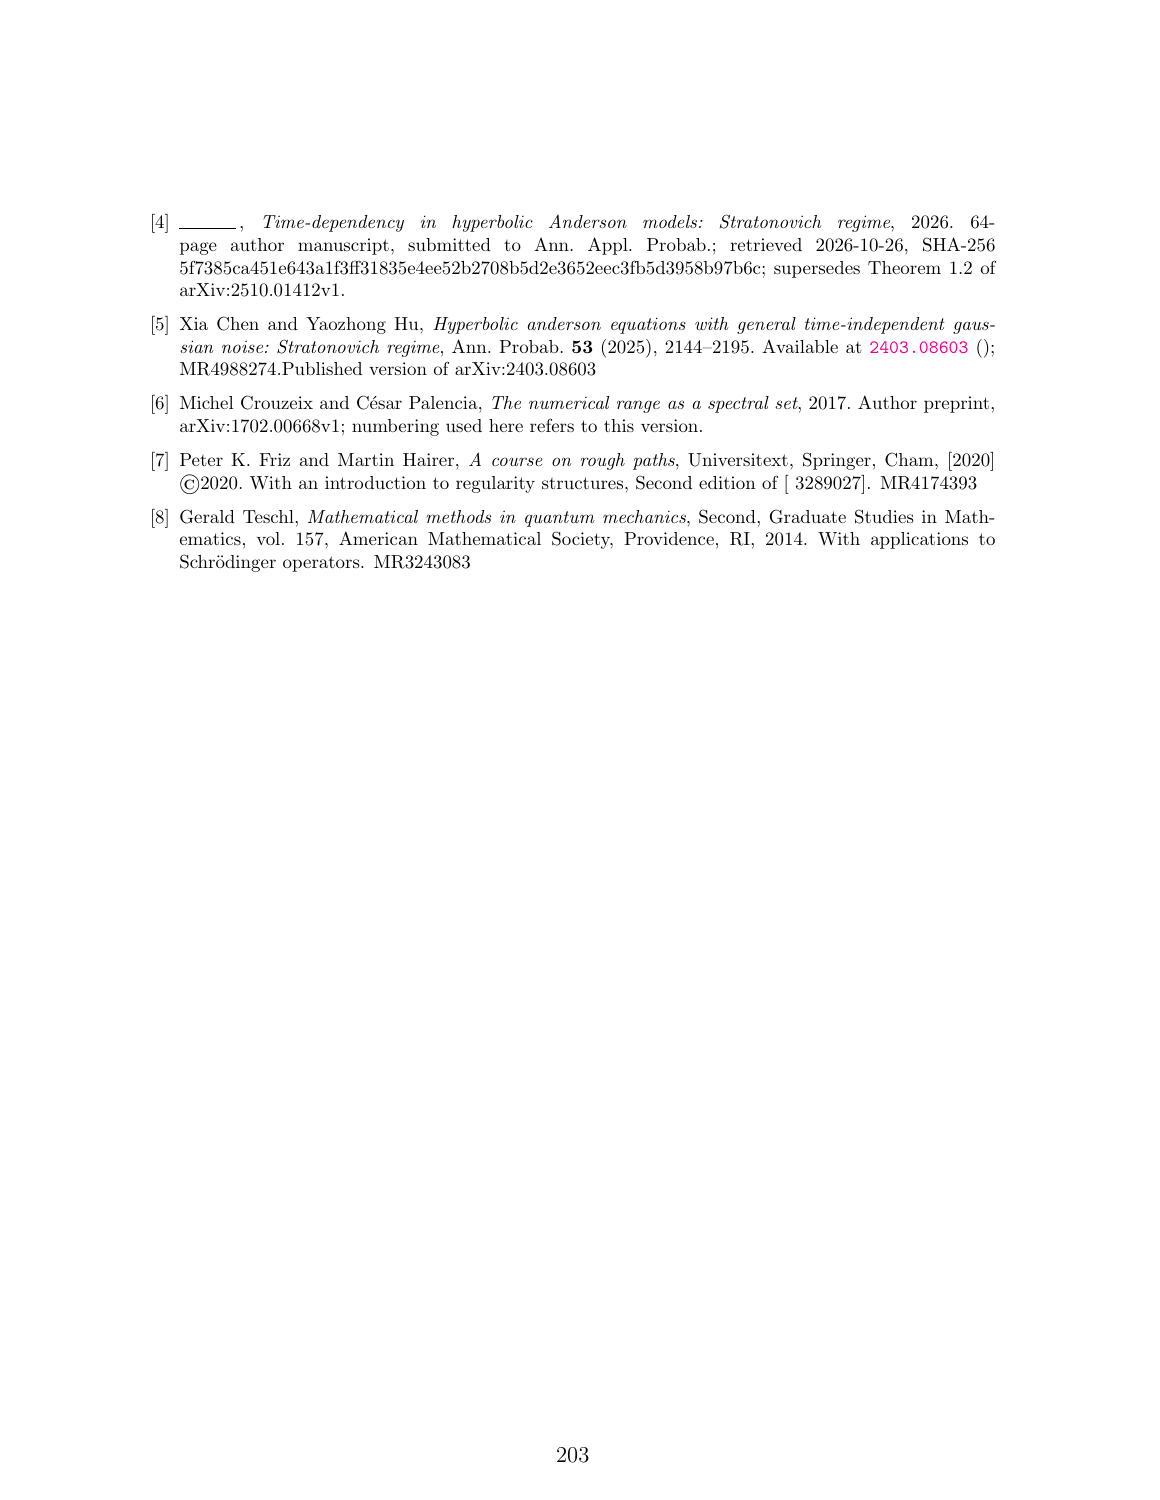 [4] ______, Time-dependency in hyperbolic Anderson models: Stratonovich regime, 2026. 64-
page author manuscript, submitted to Ann. Appl. Probab.; retrieved 2026-10-26, SHA-256
5f7385ca451e643a1f3ff31835e4ee52b2708b5d2e3652eec3fb5d3958b97b6c; supersedes Theorem 1.2 of
arXiv:2510.01412v1.
[5] Xia Chen and Yaozhong Hu, Hyperbolic anderson equations with general time-independent gaus-
sian noise: Stratonovich regime, Ann. Probab. 53 (2025), 2144–2195. Available at 2403.08603 ();
MR4988274.Published version of arXiv:2403.08603
[6] Michel Crouzeix and César Palencia, The numerical range as a spectral set, 2017. Author preprint,
arXiv:1702.00668v1; numbering used here refers to this version.
[7] Peter K. Friz and Martin Hairer, A course on rough paths, Universitext, Springer, Cham, [2020]
©2020. With an introduction to regularity structures, Second edition of [ 3289027]. MR4174393
[8] Gerald Teschl, Mathematical methods in quantum mechanics, Second, Graduate Studies in Math-
ematics, vol. 157, American Mathematical Society, Providence, RI, 2014. With applications to
Schrödinger operators. MR3243083
203